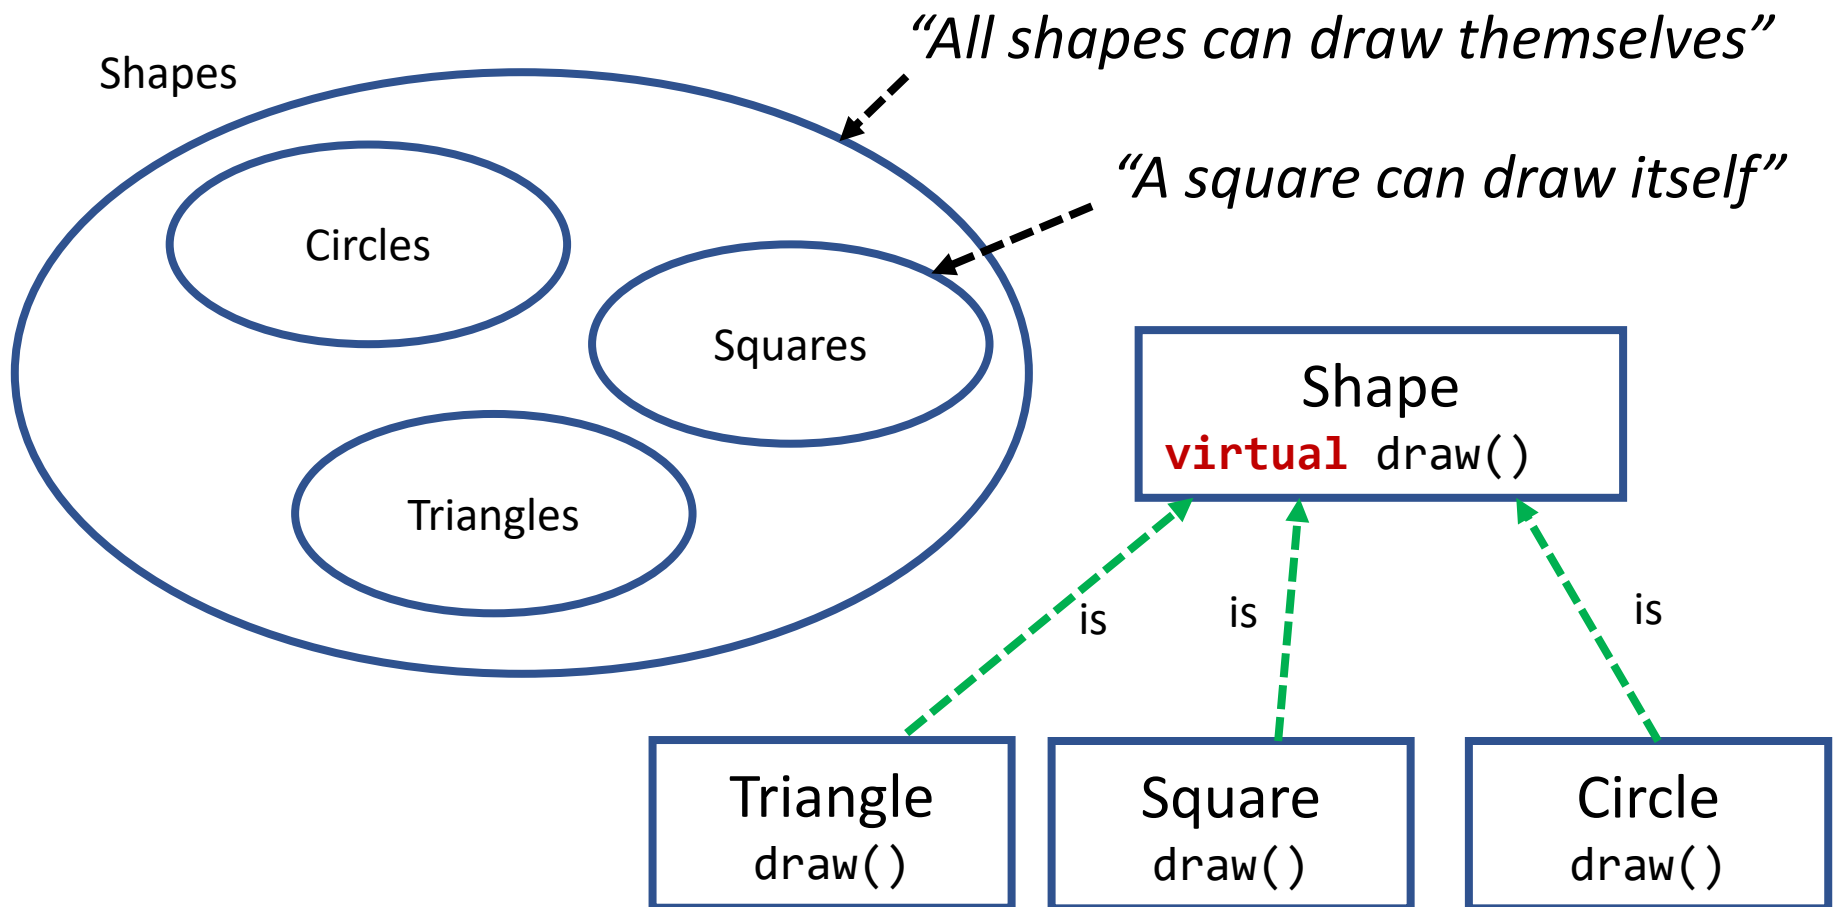 “All shapes can draw themselves”
Shapes
“A square can draw itself”
Circles
Squares
Triangles
Shape
virtual draw()
is
is
is
Triangle
draw()
Square
draw()
Circle
draw()